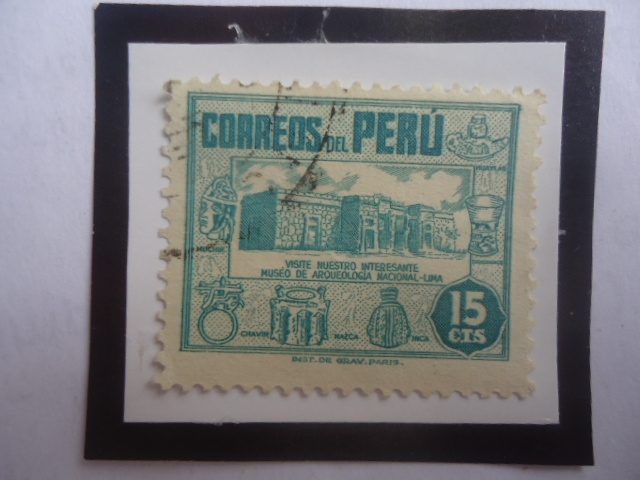 CORREOS DEL PERÚ
VISITE NUESTRO INTERESANTE
MUSEO DE ARQUEOLOGIA NACIONAL-LIMA
15
CTS
CHAVIN
NAZCA
INCA
INST. DE GRAV. PARIS.